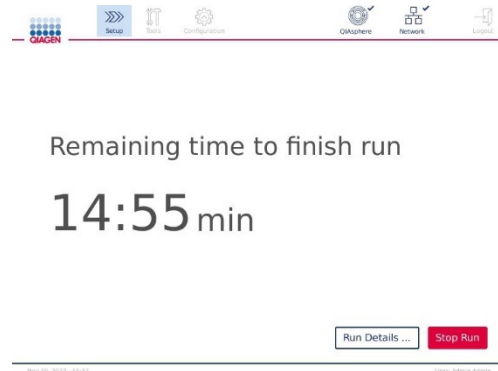 QIAGEN
Setup
Tools
Configuration
QIAsphere
Network
Logout
Remaining time to finish run
14:55 min
Run Details ...
Stop Run